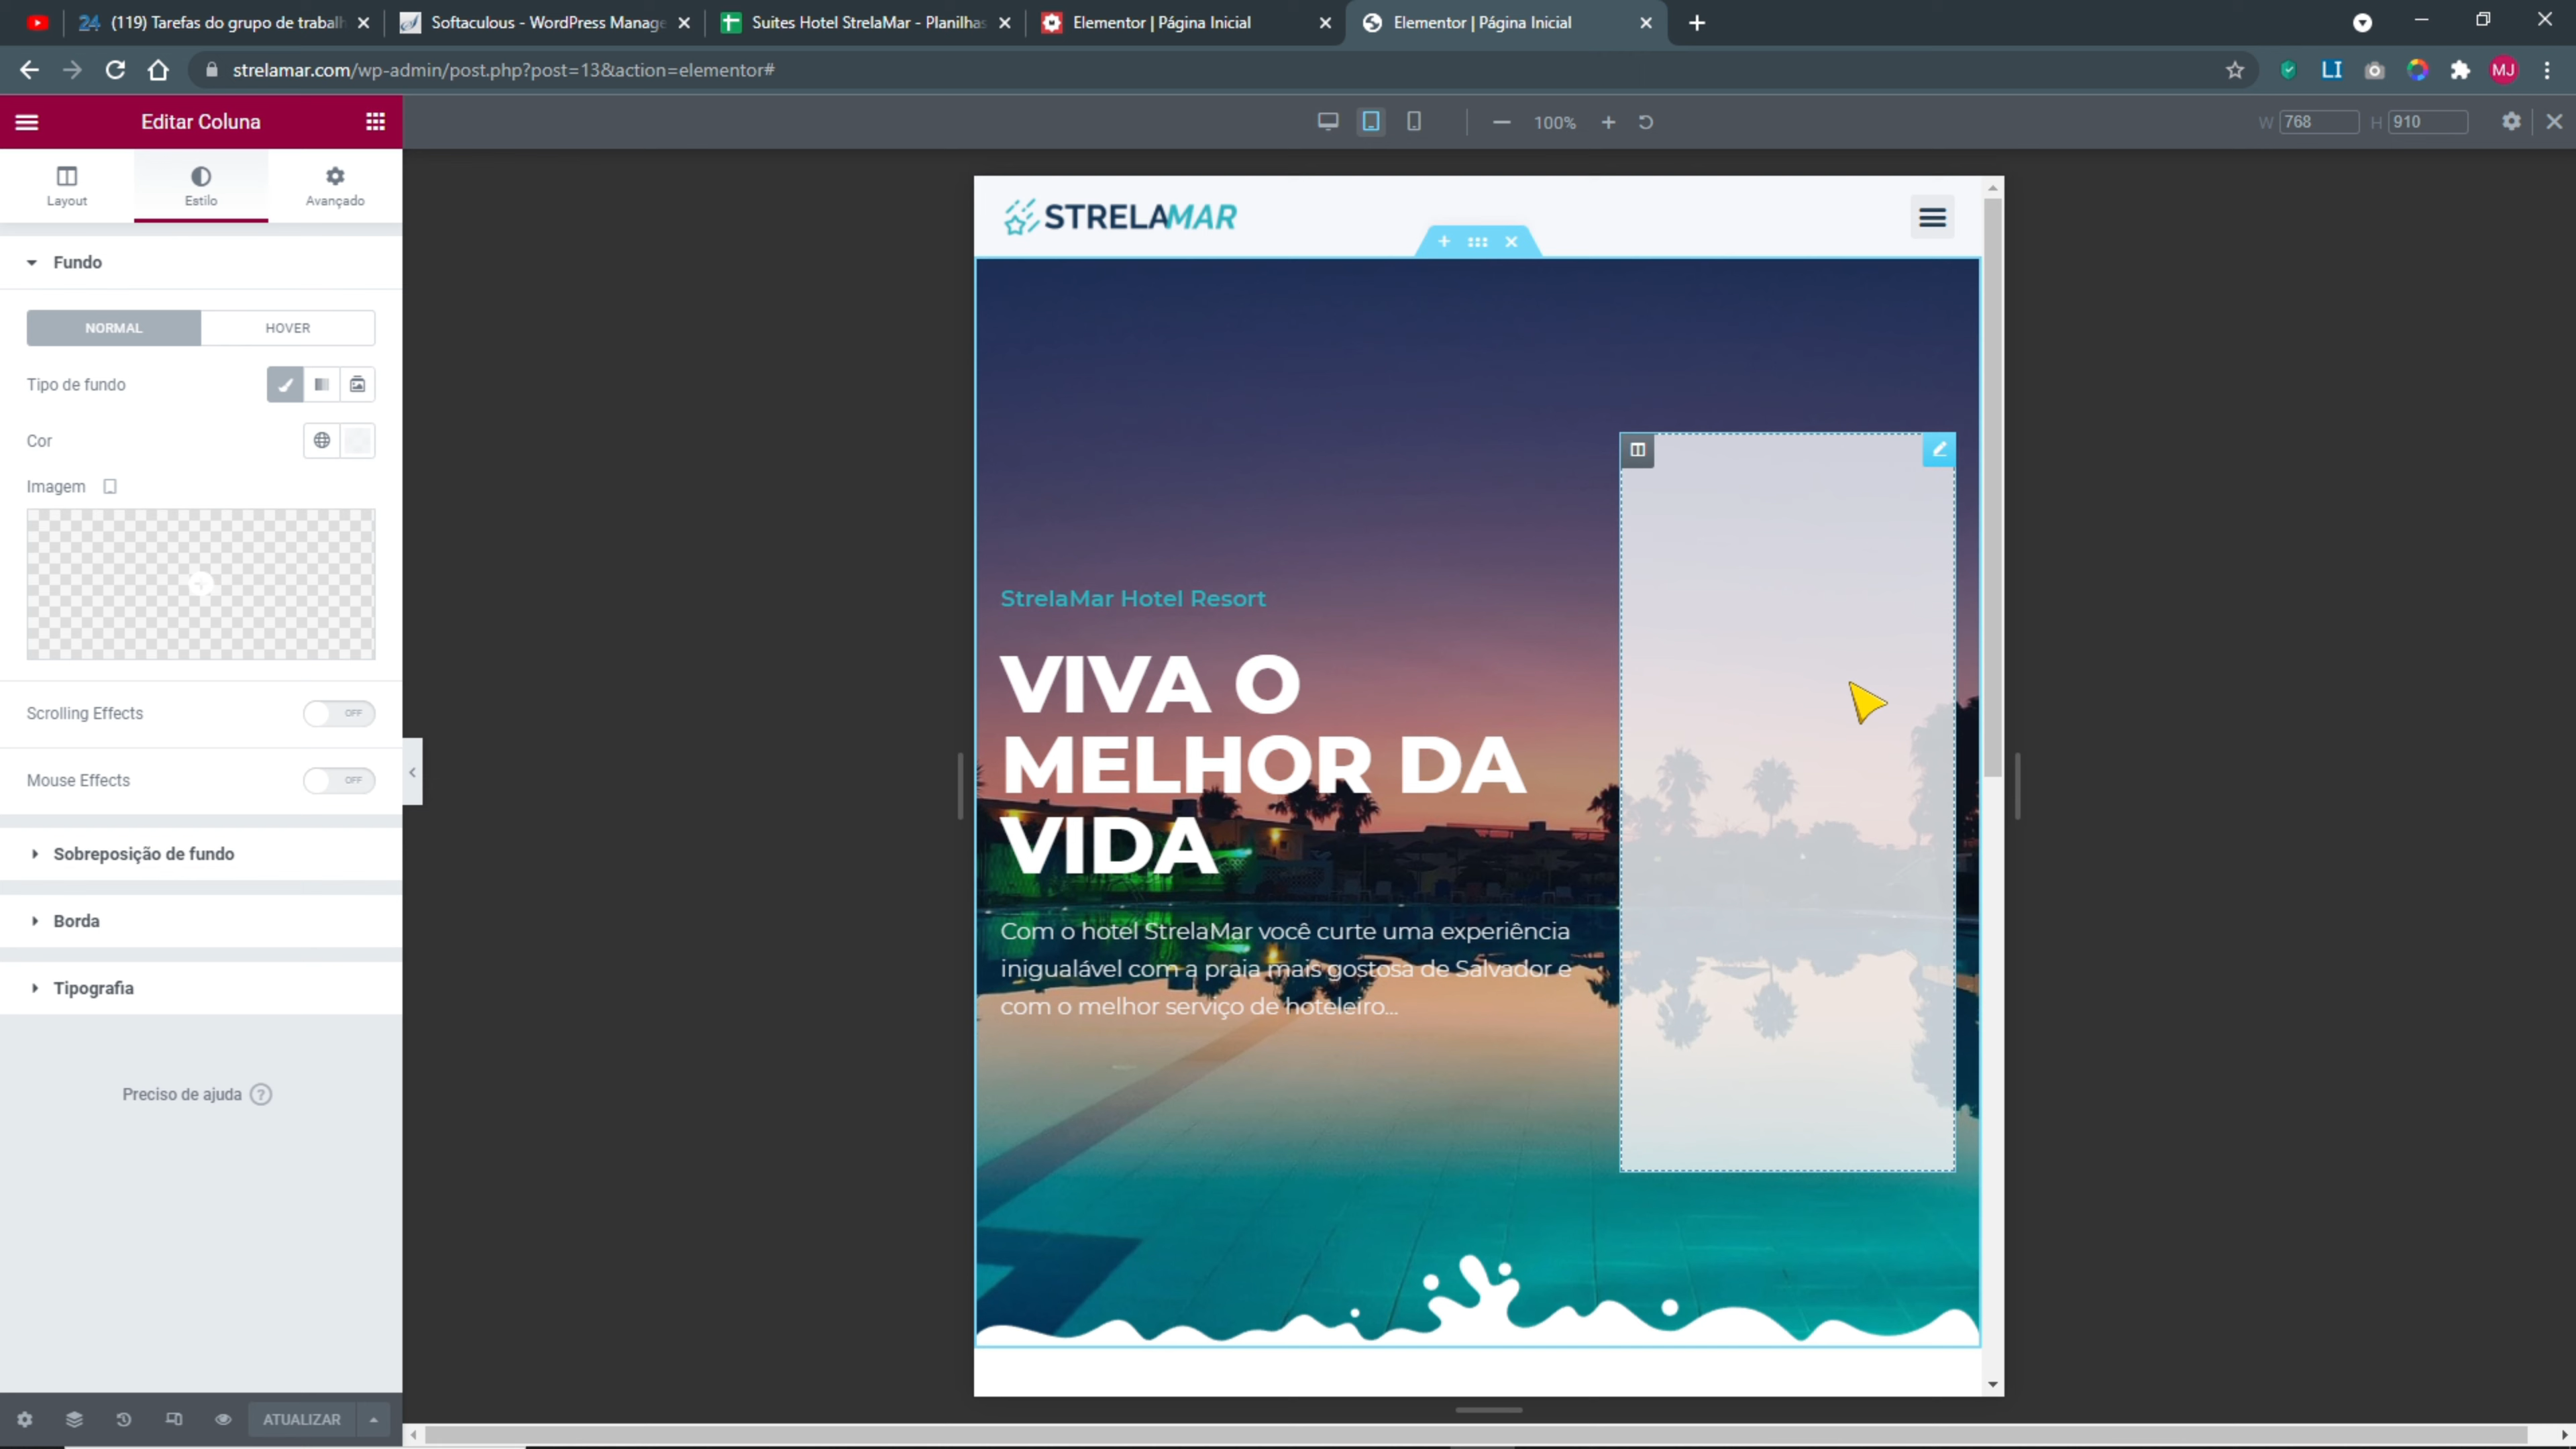 24 (119) Tarefas do grupo de trabalh
Softaculous - WordPress Manage
Suites Hotel StrelaMar - Planilhas
Elementor | Página Inicial
Elementor | Página Inicial
strelamar.com/wp-admin/post.php?post=13&action=elementor#
LI
MJ
Editar Coluna
100%
W 768
H 910
Layout
Estilo
Avançado
STRELAMAR
Fundo
NORMAL
HOVER
Tipo de fundo
Cor
Imagem
StrelaMar Hotel Resort
VIVA O
MELHOR DA
VIDA
Scrolling Effects
OFF
Mouse Effects
OFF
Sobreposição de fundo
Borda
Com o hotel StrelaMar você curte uma experiência
inigualável com a praia mais gostosa de Salvador e
com o melhor serviço de hoteleiro...
Tipografia
Preciso de ajuda ?
ATUALIZAR